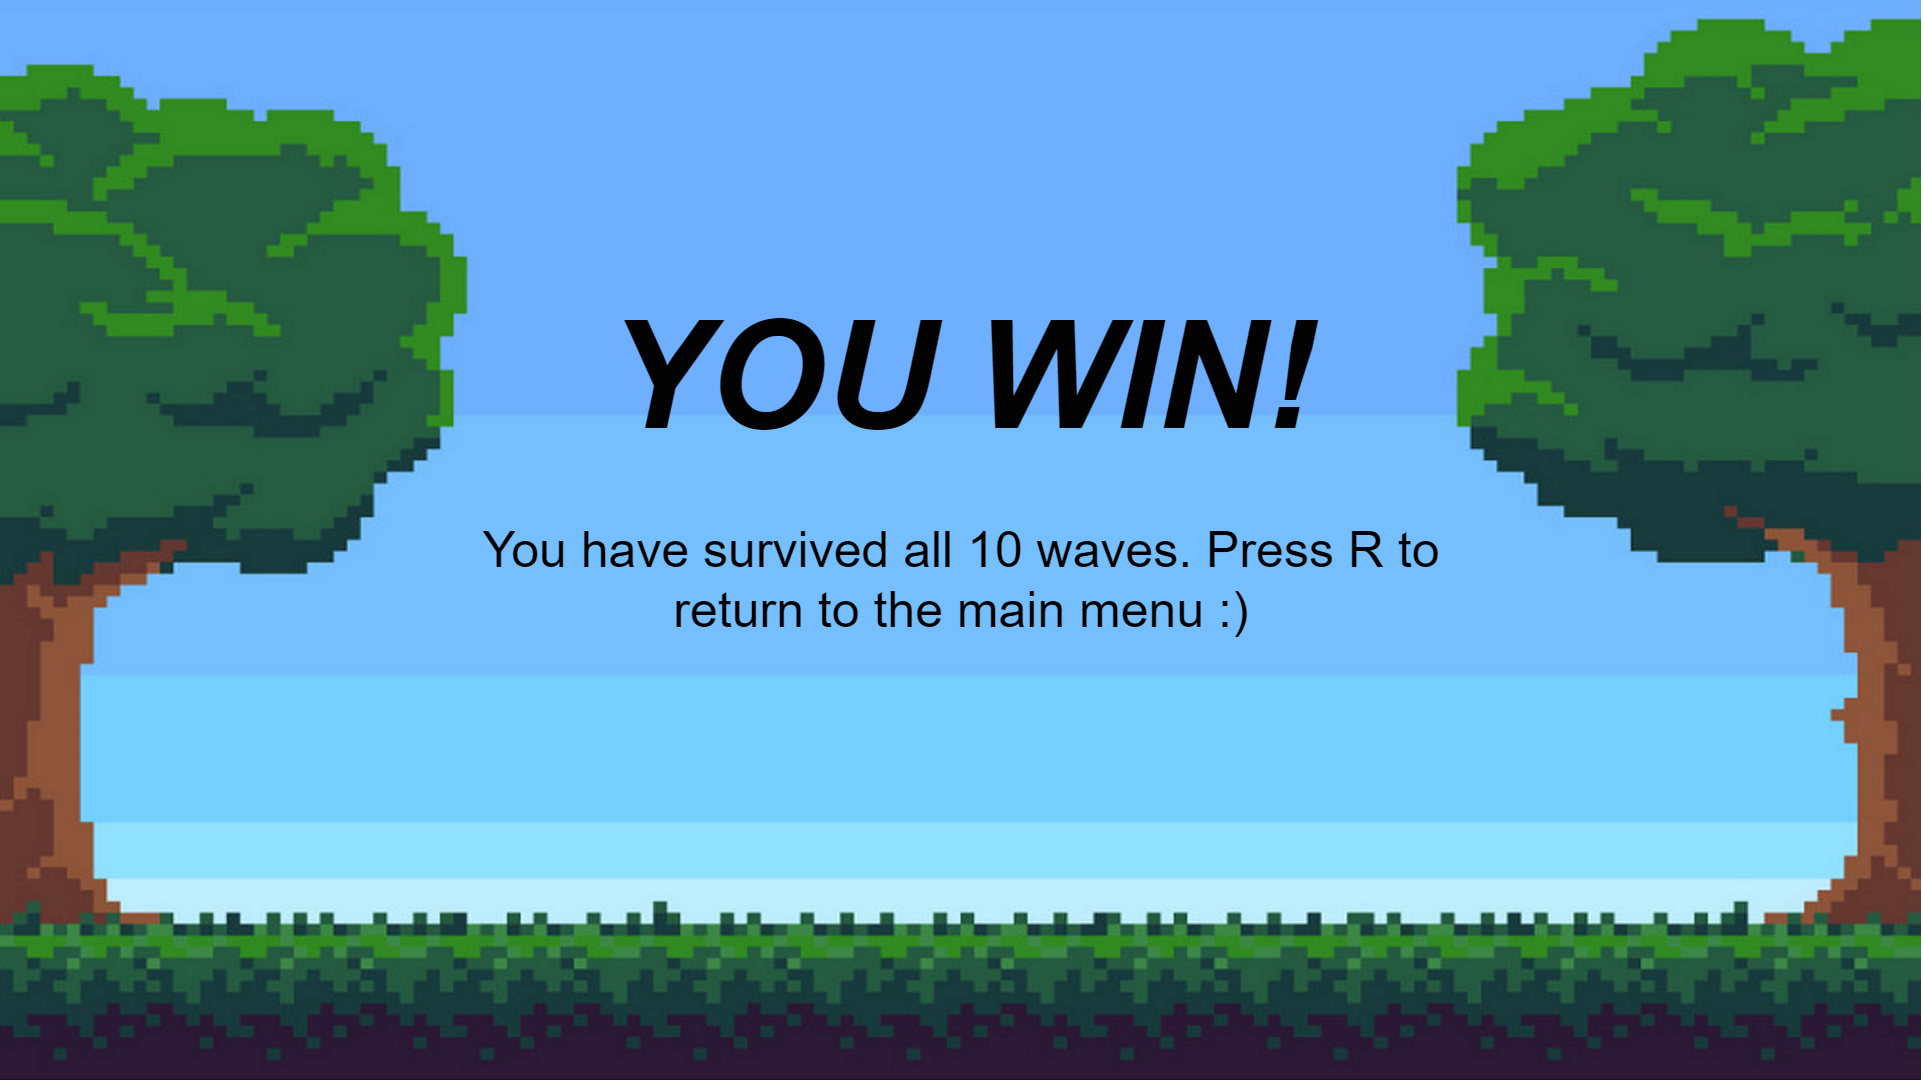 YOU WIN!
You have survived all 10 waves. Press R to
return to the main menu :)